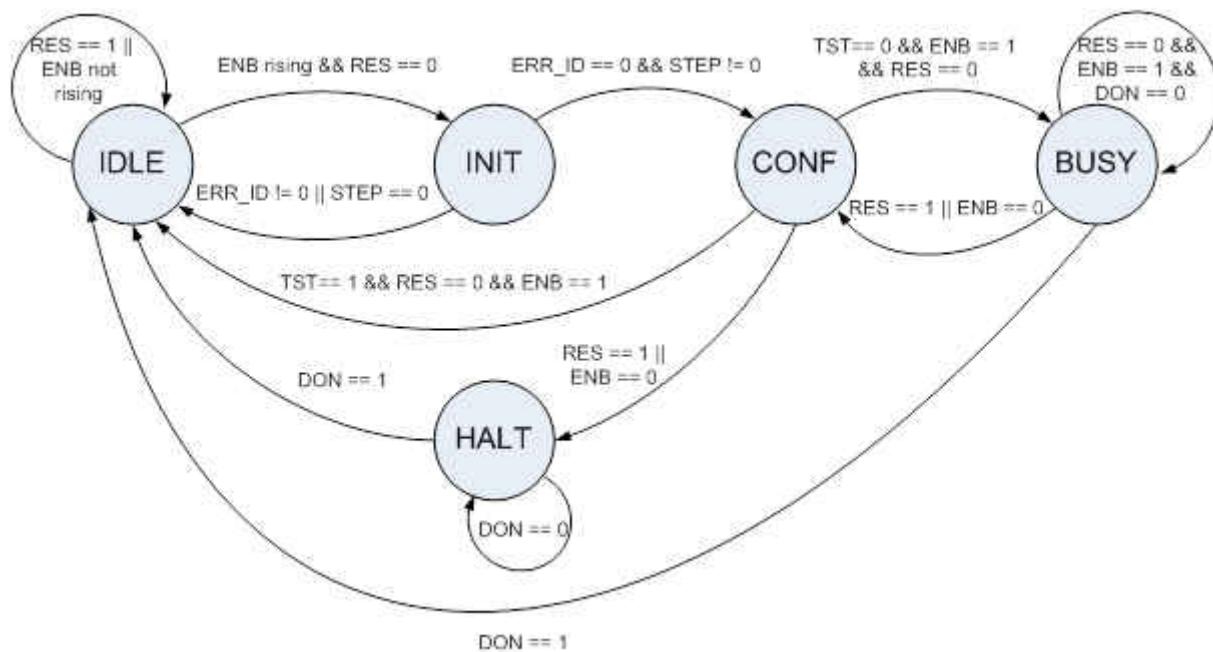 RES == 1 ||
ENB not
rising
ENB rising && RES == 0
ERR_ID == 0 && STEP != 0
TST== 0 && ENB == 1
&& RES == 0
RES == 0 &&
ENB == 1 &&
DON == 0
IDLE
INIT
CONF
BUSY
ERR_ID != 0 || STEP == 0
RES == 1 || ENB == 0
TST== 1 && RES == 0 && ENB == 1
RES == 1 ||
ENB == 0
DON == 1
HALT
DON == 0
DON == 1